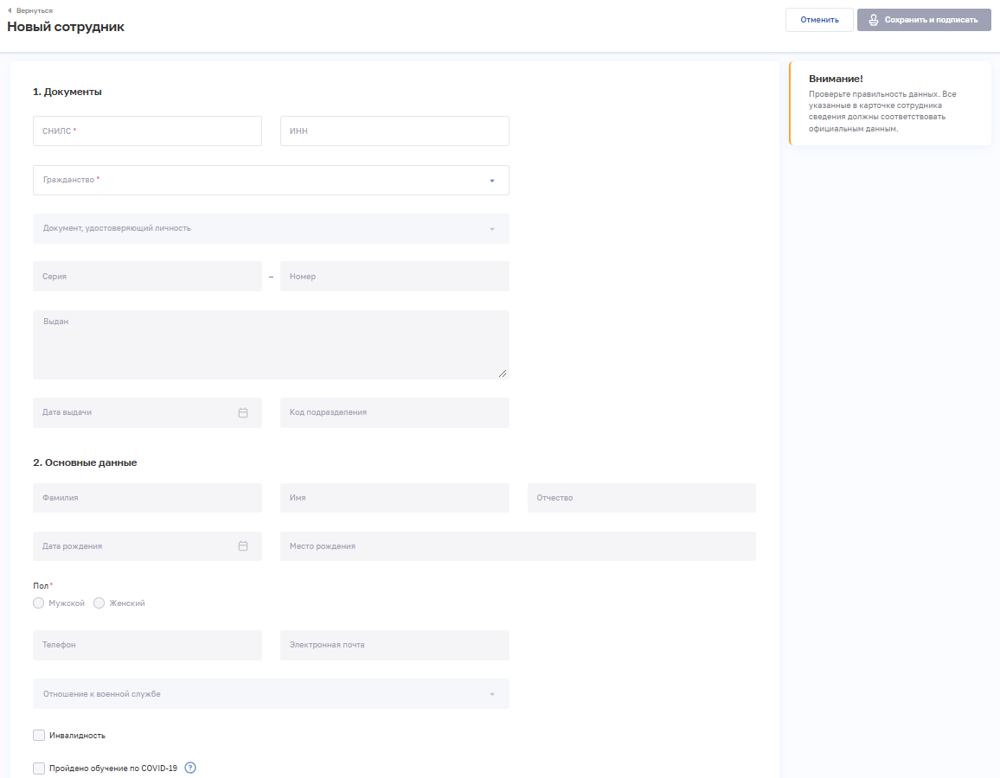 Вернуться
Новый сотрудник
Отменить
Сохранить и подписать
1. Документы
СНИЛС *
ИНН
Гражданство *
Документ, удостоверяющий личность
Серия
–
Номер
Выдан
Дата выдачи
Код подразделения
2. Основные данные
Фамилия
Имя
Отчество
Дата рождения
Место рождения
Пол *
Мужской
Женский
Телефон
Электронная почта
Отношение к военной службе
Инвалидность
Пройдено обучение по COVID-19 ?
Внимание!
Проверьте правильность данных. Все
указанные в карточке сотрудника
сведения должны соответствовать
официальным данным.